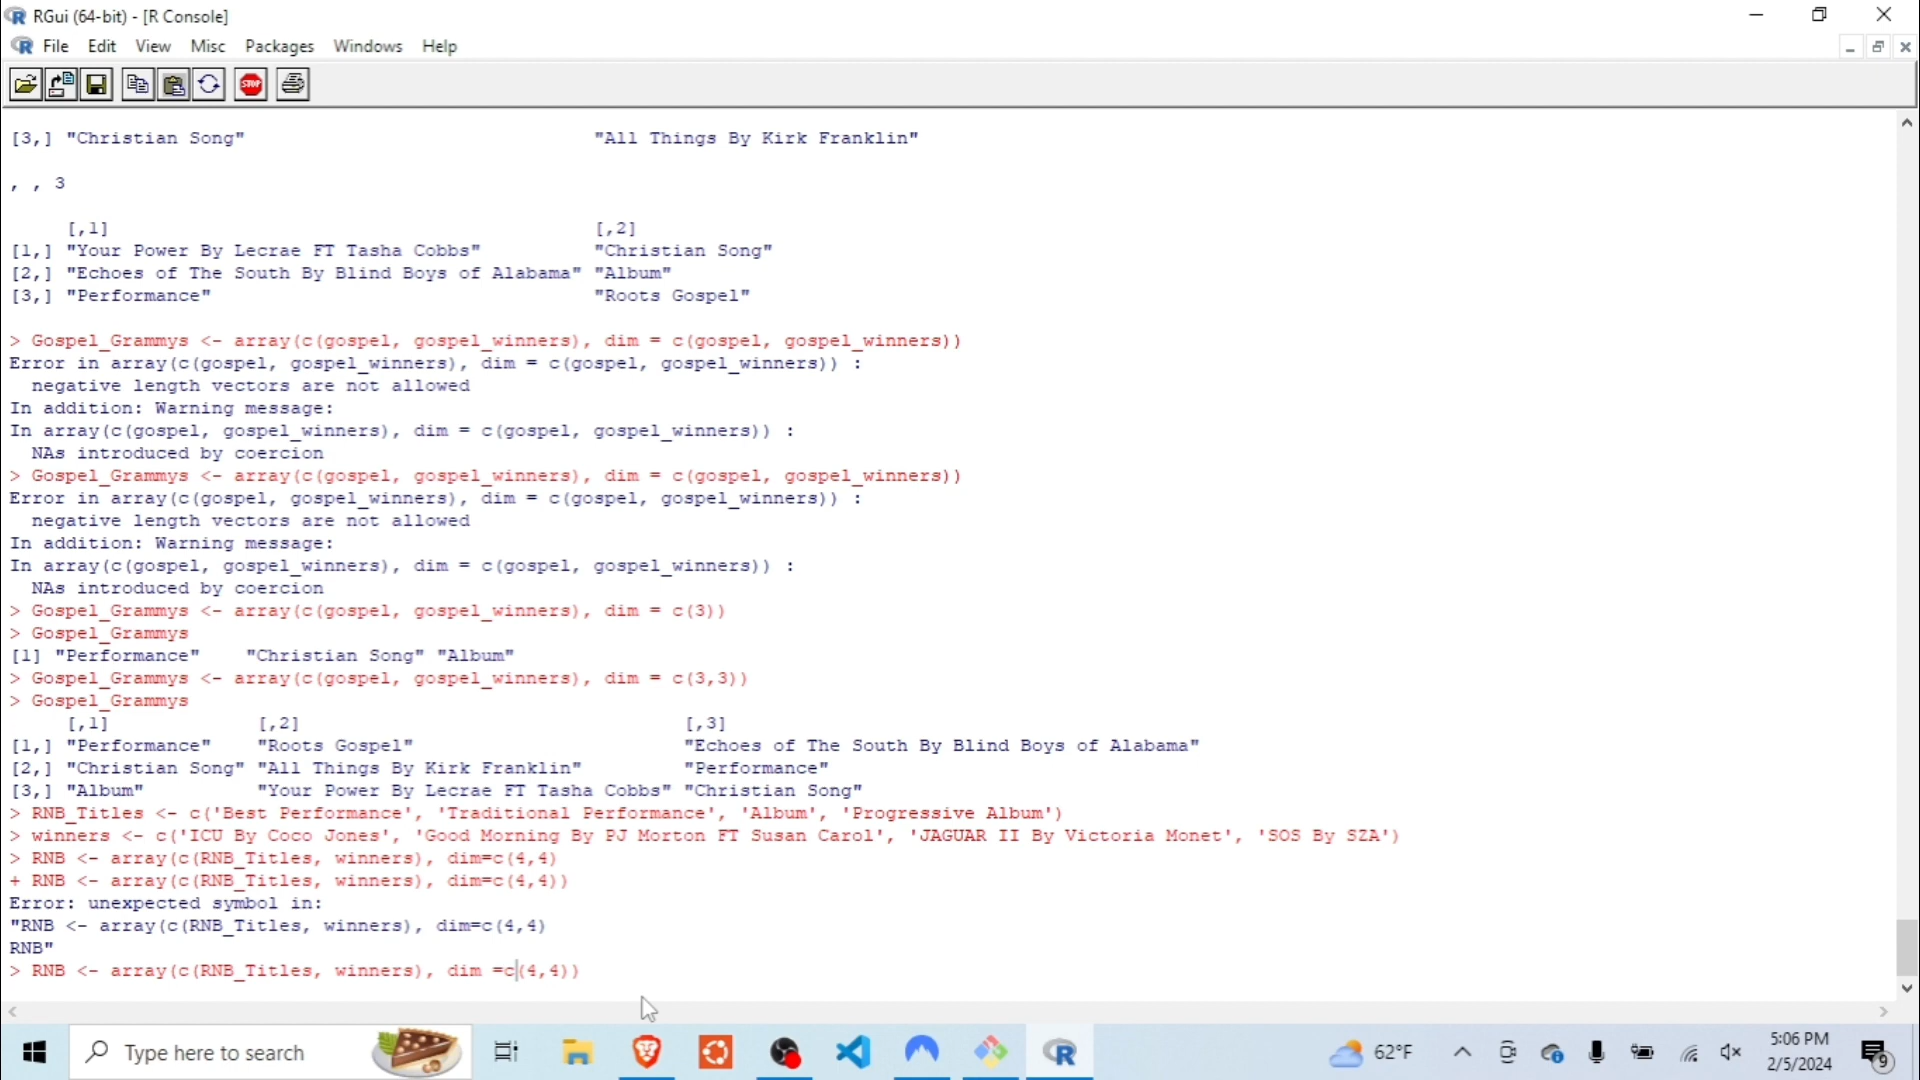 RGui (64-bit) - [R Console]
File Edit View Misc Packages Windows Help
STOP
[3,] "Christian Song" "All Things By Kirk Franklin"
, , 3
[,1] [,2]
[1,] "Your Power By Lecrae FT Tasha Cobbs" "Christian Song"
[2,] "Echoes of The South By Blind Boys of Alabama" "Album"
[3,] "Performance" "Roots Gospel"
> Gospel_Grammys <- array(c(gospel, gospel_winners), dim = c(gospel, gospel_winners))
Error in array(c(gospel, gospel_winners), dim = c(gospel, gospel_winners)) :
negative length vectors are not allowed
In addition: Warning message:
In array(c(gospel, gospel_winners), dim = c(gospel, gospel_winners)) :
NAs introduced by coercion
> Gospel_Grammys <- array(c(gospel, gospel_winners), dim = c(gospel, gospel_winners))
Error in array(c(gospel, gospel_winners), dim = c(gospel, gospel_winners)) :
negative length vectors are not allowed
In addition: Warning message:
In array(c(gospel, gospel_winners), dim = c(gospel, gospel_winners)) :
NAs introduced by coercion
> Gospel_Grammys <- array(c(gospel, gospel_winners), dim = c(3))
> Gospel_Grammys
[1] "Performance" "Christian Song" "Album"
> Gospel_Grammys <- array(c(gospel, gospel_winners), dim = c(3,3))
> Gospel_Grammys
[,1] [,2] [,3]
[1,] "Performance" "Roots Gospel" "Echoes of The South By Blind Boys of Alabama"
[2,] "Christian Song" "All Things By Kirk Franklin" "Performance"
[3,] "Album" "Your Power By Lecrae FT Tasha Cobbs" "Christian Song"
> RNB_Titles <- c('Best Performance', 'Traditional Performance', 'Album', 'Progressive Album')
> winners <- c('ICU By Coco Jones', 'Good Morning By PJ Morton FT Susan Carol', 'JAGUAR II By Victoria Monet', 'SOS By SZA')
> RNB <- array(c(RNB_Titles, winners), dim=c(4,4)
+ RNB <- array(c(RNB_Titles, winners), dim=c(4,4))
Error: unexpected symbol in:
"RNB <- array(c(RNB_Titles, winners), dim=c(4,4)
RNB"
> RNB <- array(c(RNB_Titles, winners), dim =c(4,4))
Type here to search
62°F
5:06 PM
2/5/2024
9